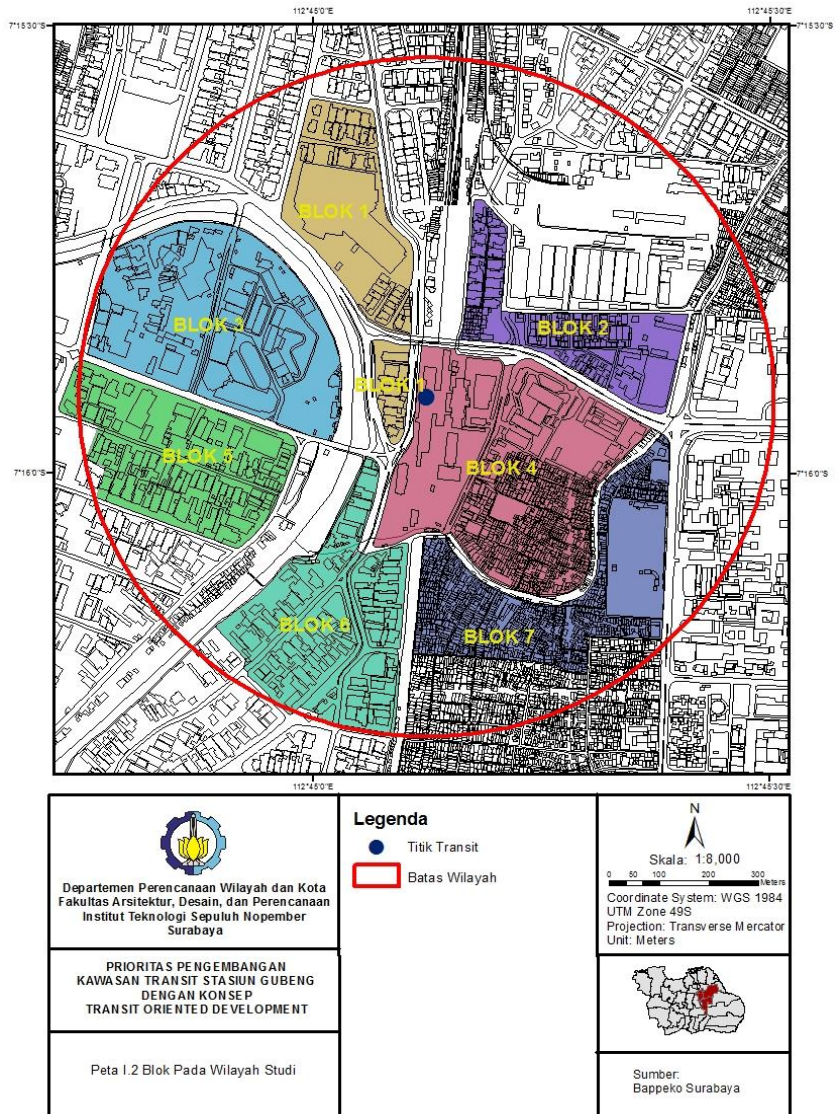 112°45'0"E
112°45'30"E
7°15'30"S
7°15'30"S
BLOK 1
BLOK 3
BLOK 2
BLOK 1
BLOK 5
BLOK 4
7°16'0"S
7°16'0"S
BLOK 6
BLOK 7
112°45'0"E
112°45'30"E
Departemen Perencanaan Wilayah dan Kota
Fakultas Arsitektur, Desain, dan Perencanaan
Institut Teknologi Sepuluh Nopember
Surabaya
PRIORITAS PENGEMBANGAN
KAWASAN TRANSIT STASIUN GUBENG
DENGAN KONSEP
TRANSIT ORIENTED DEVELOPMENT
Peta I.2 Blok Pada Wilayah Studi
Legenda
Titik Transit
Batas Wilayah
N
Skala: 1:8,000
0 50 100 200 300
Meters
Coordinate System: WGS 1984
UTM Zone 49S
Projection: Transverse Mercator
Unit: Meters
Sumber:
Bappeko Surabaya